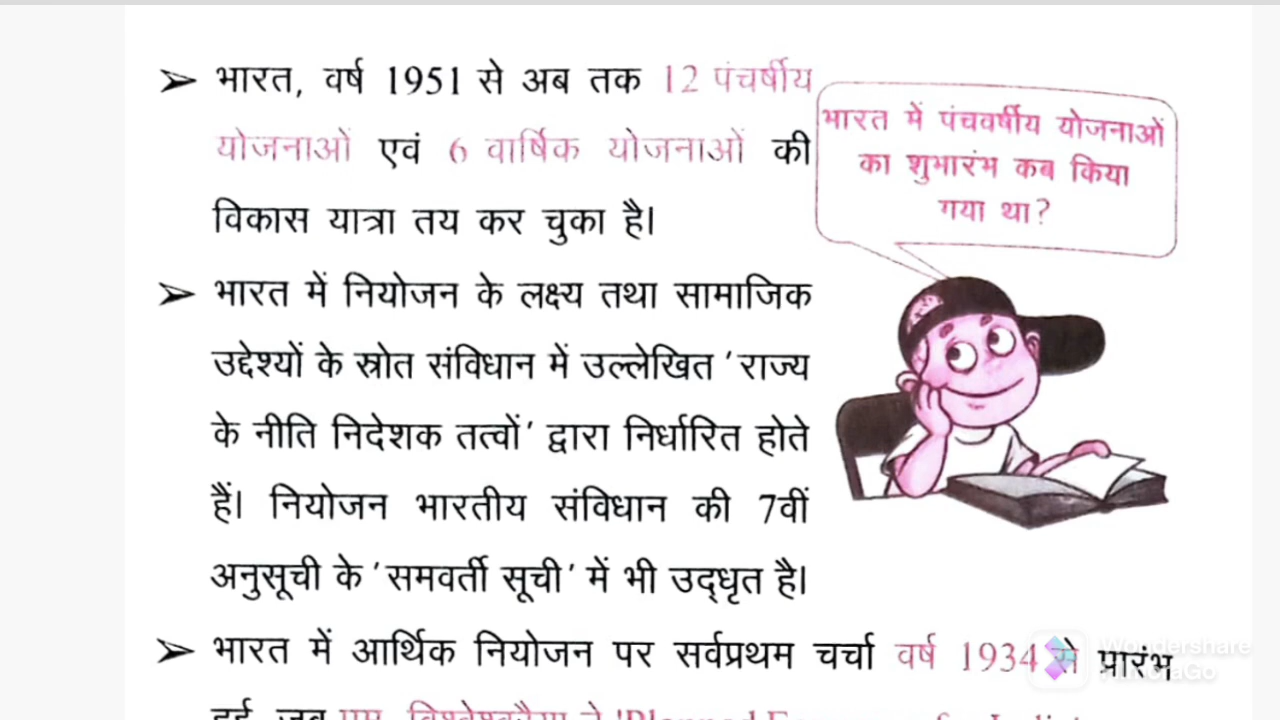 ➢ भारत, वर्ष 1951 से अब तक 12 पंचर्षीय
योजनाओं एवं 6 वार्षिक योजनाओं की
विकास यात्रा तय कर चुका है।
भारत में पंचवर्षीय योजनाओं
का शुभारंभ कब किया
गया था?
➢ भारत में नियोजन के लक्ष्य तथा सामाजिक
उद्देश्यों के स्रोत संविधान में उल्लेखित 'राज्य
के नीति निदेशक तत्वों' द्वारा निर्धारित होते
हैं। नियोजन भारतीय संविधान की 7वीं
अनुसूची के 'समवर्ती सूची' में भी उद्धृत है।
➢ भारत में आर्थिक नियोजन पर सर्वप्रथम चर्चा वर्ष 1934 से प्रारंभ
Wondershare